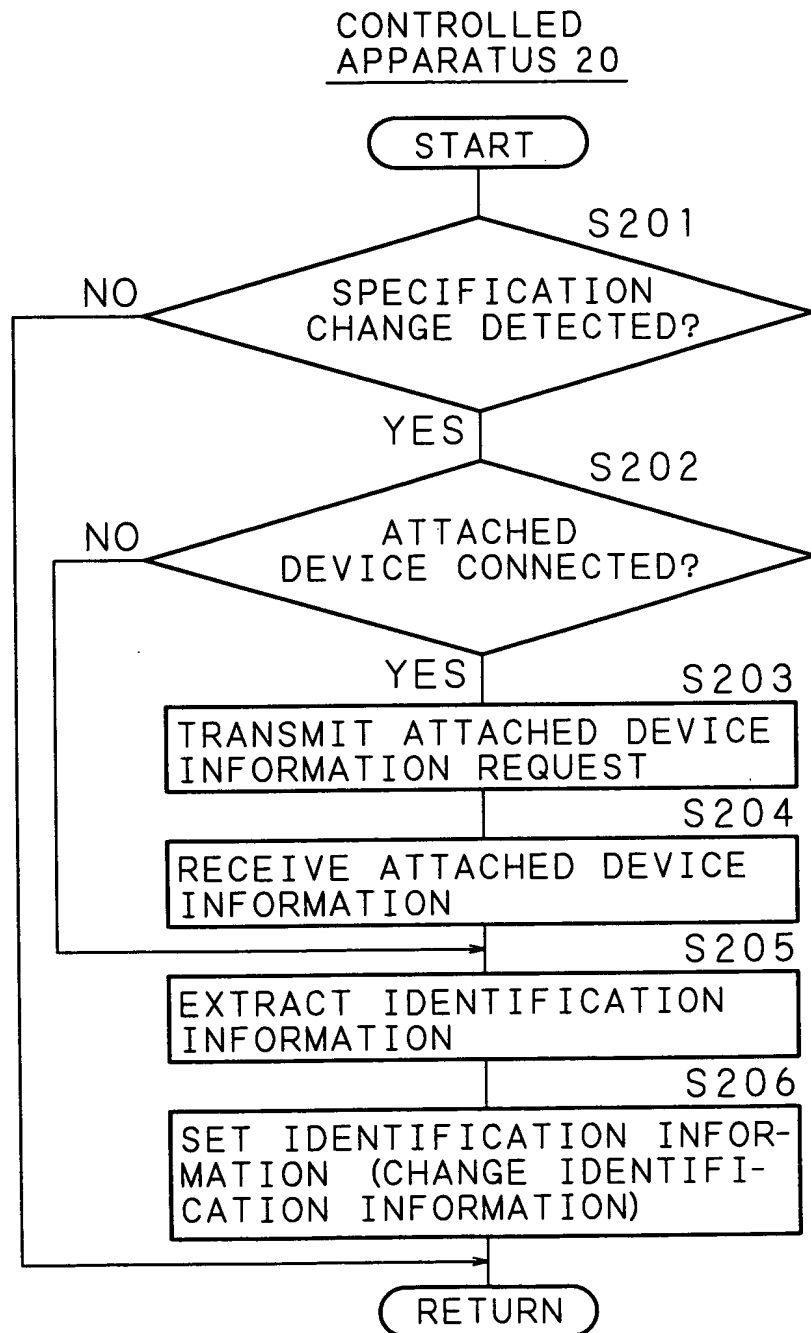 CONTROLLED
APPARATUS 20
START
S201
NO
SPECIFICATION
CHANGE DETECTED?
YES
S202
NO
ATTACHED
DEVICE CONNECTED?
YES
S203
TRANSMIT ATTACHED DEVICE
INFORMATION REQUEST
S204
RECEIVE ATTACHED DEVICE
INFORMATION
S205
EXTRACT IDENTIFICATION
INFORMATION
S206
SET IDENTIFICATION INFOR-
MATION (CHANGE IDENTIFI-
CATION INFORMATION)
RETURN